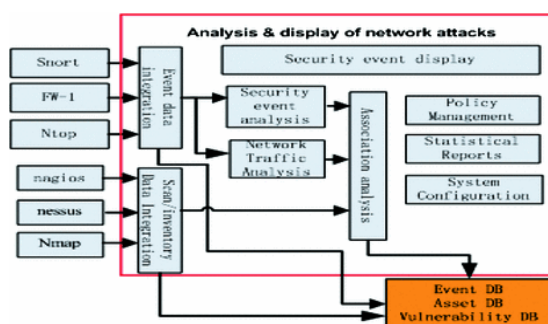 Analysis & display of network attacks
Snort
FW-1
Ntop
nagios
nessus
Nmap
Event data
integration
Scan/inventory
Data Integration
Security event display
Security
event analysis
Network
Traffic
Analysis
Association analysis
Policy
Management
Statistical
Reports
System
Configuration
Event DB
Asset DB
Vulnerability DB